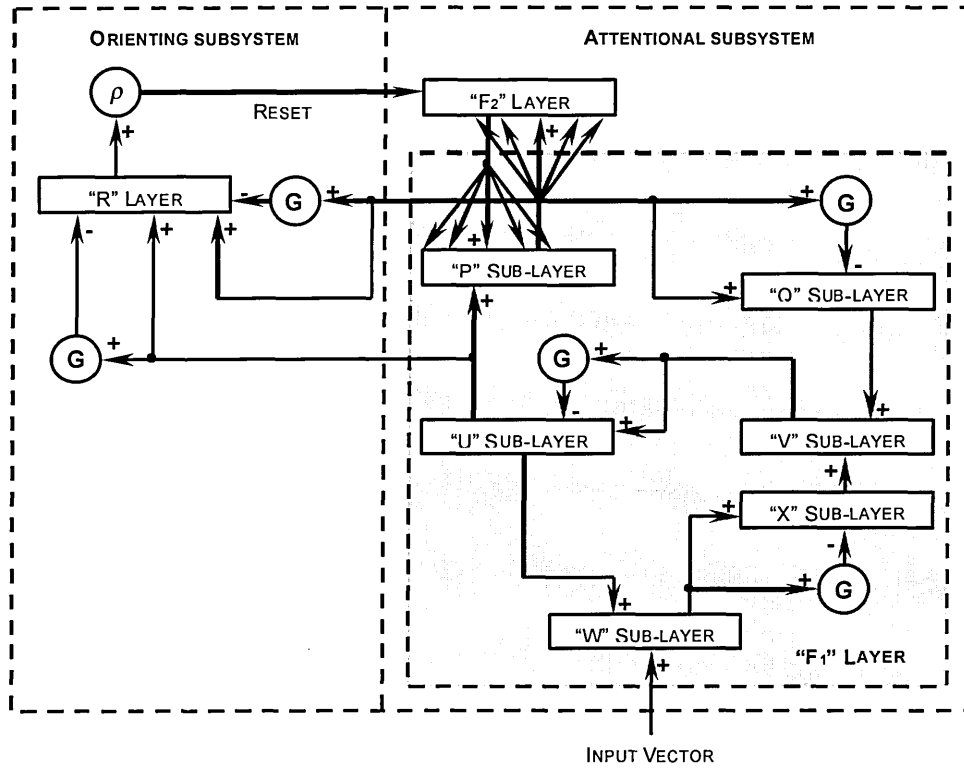 ORIENTING SUBSYSTEM
ATTENTIONAL SUBSYSTEM
ρ
RESET
"F2" LAYER
+
+
"R" LAYER
-
G
+
+
G
-
+
+
+
-
"P" SUB-LAYER
+
"Q" SUB-LAYER
+
G
+
G
+
-
+
+
"U" SUB-LAYER
"V" SUB-LAYER
+
+
"X" SUB-LAYER
-
+
G
+
"W" SUB-LAYER
+
"F1" LAYER
INPUT VECTOR